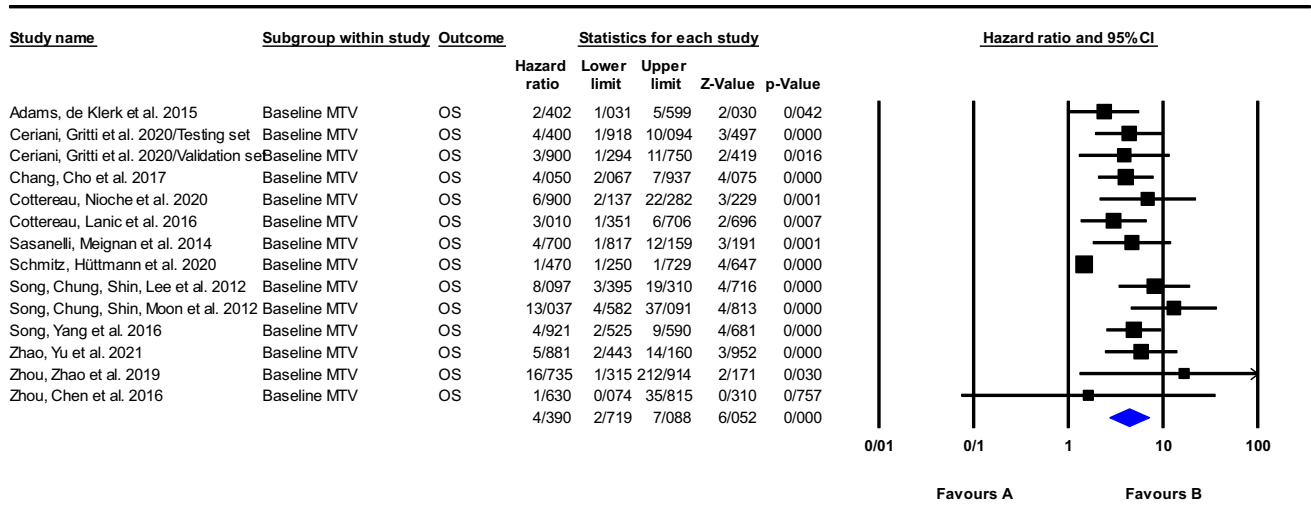 Study name Subgroup within study Outcome Statistics for each study Hazard ratio and 95%CI
Hazard Lower Upper
ratio limit limit Z-Value p-Value
Adams, de Klerk et al. 2015 Baseline MTV OS 2/402 1/031 5/599 2/030 0/042
Ceriani, Gritti et al. 2020/Testing set Baseline MTV OS 4/400 1/918 10/094 3/497 0/000
Ceriani, Gritti et al. 2020/Validation set Baseline MTV OS 3/900 1/294 11/750 2/419 0/016
Chang, Cho et al. 2017 Baseline MTV OS 4/050 2/067 7/937 4/075 0/000
Cottereau, Nioche et al. 2020 Baseline MTV OS 6/900 2/137 22/282 3/229 0/001
Cottereau, Lanic et al. 2016 Baseline MTV OS 3/010 1/351 6/706 2/696 0/007
Sasanelli, Meignan et al. 2014 Baseline MTV OS 4/700 1/817 12/159 3/191 0/001
Schmitz, Hüttmann et al. 2020 Baseline MTV OS 1/470 1/250 1/729 4/647 0/000
Song, Chung, Shin, Lee et al. 2012 Baseline MTV OS 8/097 3/395 19/310 4/716 0/000
Song, Chung, Shin, Moon et al. 2012 Baseline MTV OS 13/037 4/582 37/091 4/813 0/000
Song, Yang et al. 2016 Baseline MTV OS 4/921 2/525 9/590 4/681 0/000
Zhao, Yu et al. 2021 Baseline MTV OS 5/881 2/443 14/160 3/952 0/000
Zhou, Zhao et al. 2019 Baseline MTV OS 16/735 1/315 212/914 2/171 0/030
Zhou, Chen et al. 2016 Baseline MTV OS 1/630 0/074 35/815 0/310 0/757
4/390 2/719 7/088 6/052 0/000
0/01 0/1 1 10 100
Favours A Favours B